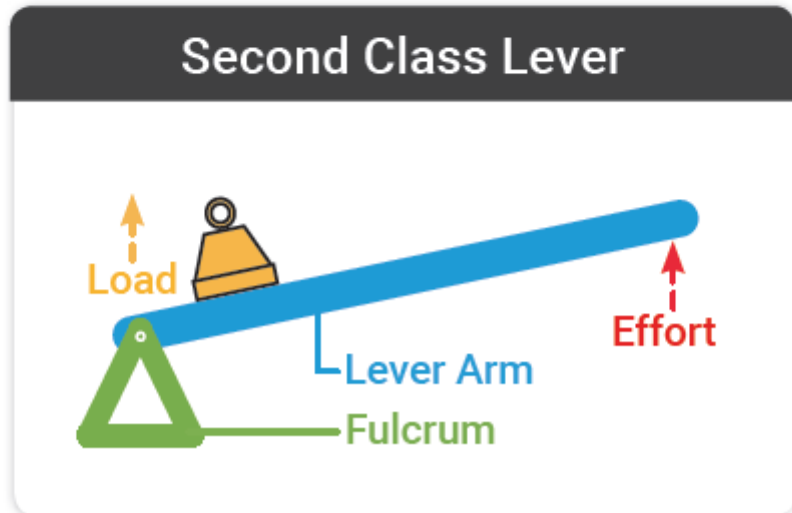 Second Class Lever
Load
Effort
Lever Arm
Fulcrum